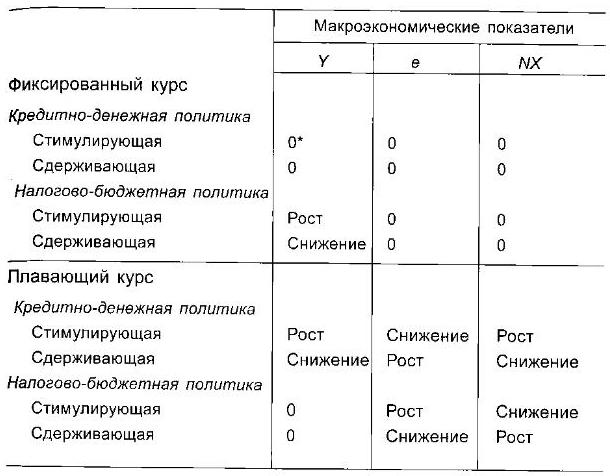 Макроэкономические показатели
Y e NX
Фиксированный курс
Кредитно-денежная политика
Стимулирующая 0* 0 0
Сдерживающая 0 0 0
Налогово-бюджетная политика
Стимулирующая Рост 0 0
Сдерживающая Снижение 0 0
Плавающий курс
Кредитно-денежная политика
Стимулирующая Рост Снижение Рост
Сдерживающая Снижение Рост Снижение
Налогово-бюджетная политика
Стимулирующая 0 Рост Снижение
Сдерживающая 0 Снижение Рост